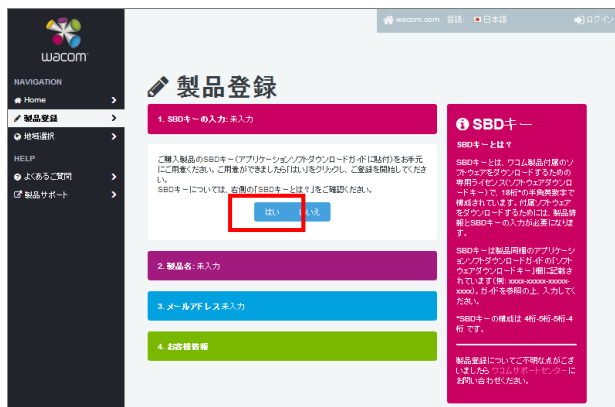 wacom.com 言語: 日本語 ログイン
wacom
NAVIGATION
Home
製品登録
地域選択
HELP
よくあるご質問
製品サポート
製品登録
1. SBDキーの入力: 未入力
ご購入製品のSBDキー(アプリケーションソフトダウンロードガイドに貼付)をお手元
にご用意ください。ご用意ができましたら「はい」をクリックし、ご登録を開始してくださ
い。
SBDキーについては、右側の「SBDキーとは?」をご確認ください。
はい いいえ
2. 製品名: 未入力
3. メールアドレス 未入力
4. お客様情報
SBDキー
SBDキーとは?
SBDキーとは、ワコム製品付属のソ
フトウェアをダウンロードするための
専用ライセンス(ソフトウェアダウンロ
ードキー)で、18桁*の半角英数字で
構成されています。付属ソフトウェア
をダウンロードするためには、製品情
報とSBDキーの入力が必要になりま
す。
SBDキーは製品同梱のアプリケーシ
ョンソフトダウンロードガイドの「ソフト
ウェアダウンロードキー」欄に記載さ
れています(例: xxxx-xxxxx-xxxxx-
xxxx)。ガイドを参照の上、入力してく
ださい。
*SBDキーの構成は 4桁-5桁-5桁-4
桁 です。
製品登録についてご不明な点がござ
いましたら ワコムサポートセンターに
お問い合わせください。